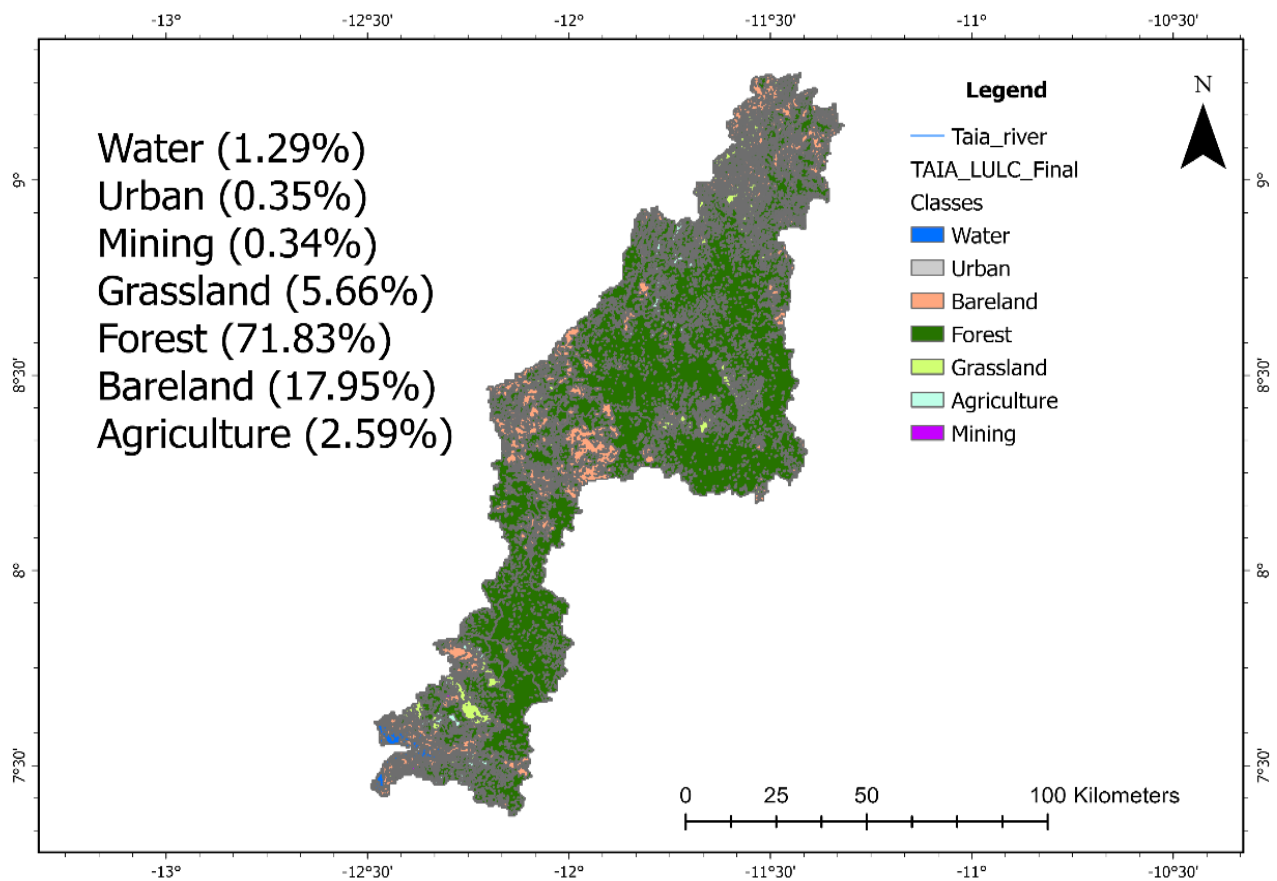 -13° -12°30' -12° -11°30' -11° -10°30'
Water (1.29%)
Urban (0.35%)
Mining (0.34%)
Grassland (5.66%)
Forest (71.83%)
Bareland (17.95%)
Agriculture (2.59%)
Legend
Taia_river
TAIA_LULC_Final
Classes
Water
Urban
Bareland
Forest
Grassland
Agriculture
Mining
N
9°
8°30'
8°
7°30'
9°
8°30'
8°
7°30'
0 25 50 100 Kilometers
-13° -12°30' -12° -11°30' -11° -10°30'